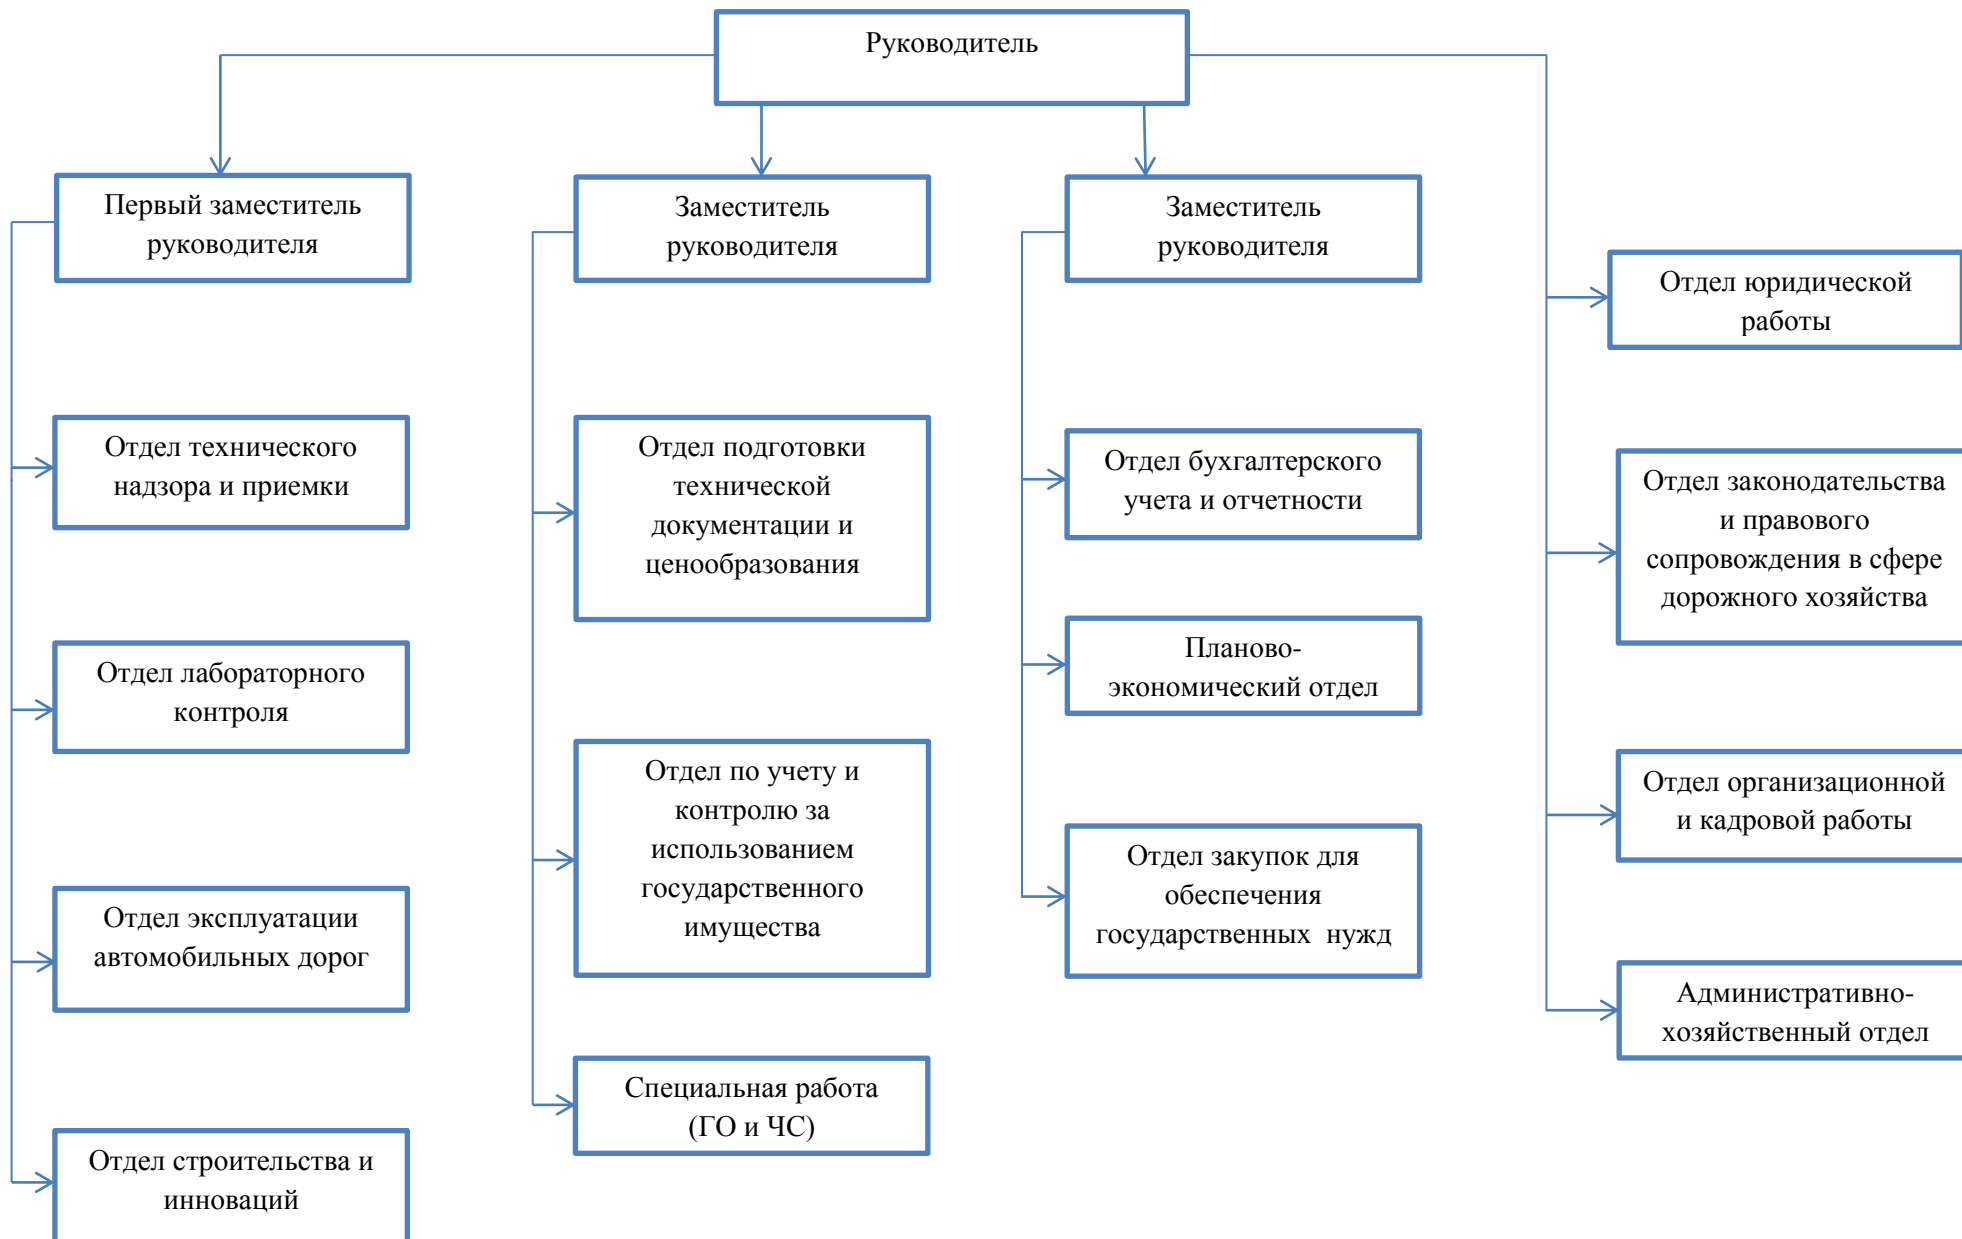 Руководитель
Первый заместитель
руководителя
Заместитель
руководителя
Заместитель
руководителя
Отдел юридической
работы
Отдел технического
надзора и приемки
Отдел лабораторного
контроля
Отдел эксплуатации
автомобильных дорог
Отдел строительства и
инноваций
Отдел подготовки
технической
документации и
ценообразования
Отдел по учету и
контролю за
использованием
государственного
имущества
Специальная работа
(ГО и ЧС)
Отдел бухгалтерского
учета и отчетности
Планово-
экономический отдел
Отдел закупок для
обеспечения
государственных нужд
Отдел законодательства
и правового
сопровождения в сфере
дорожного хозяйства
Отдел организационной
и кадровой работы
Административно-
хозяйственный отдел